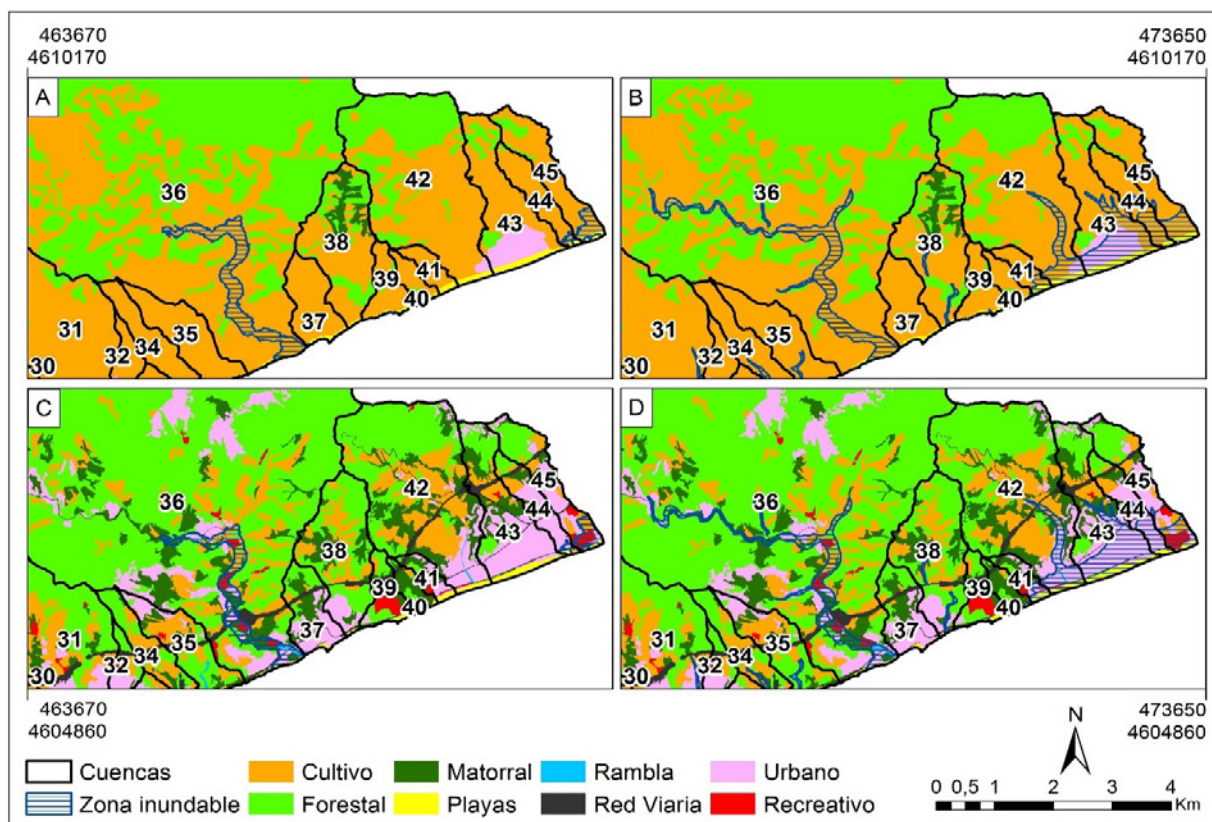 463670 473650
4610170 4610170
A B
36 42 45 44 43 38 41 39 40 37 35 34 32 31 30
36 42 45 44 43 38 41 39 40 37 35 34 32 31 30
C D
36 42 45 44 43 38 41 39 40 37 35 34 32 31 30
36 42 45 44 43 38 41 39 40 37 35 34 32 31 30
463670 473650
4604860 4604860
N
Cuencas Cultivo Matorral Rambla Urbano
Zona inundable Forestal Playas Red Viaria Recreativo
0 0,5 1 2 3 4
Km